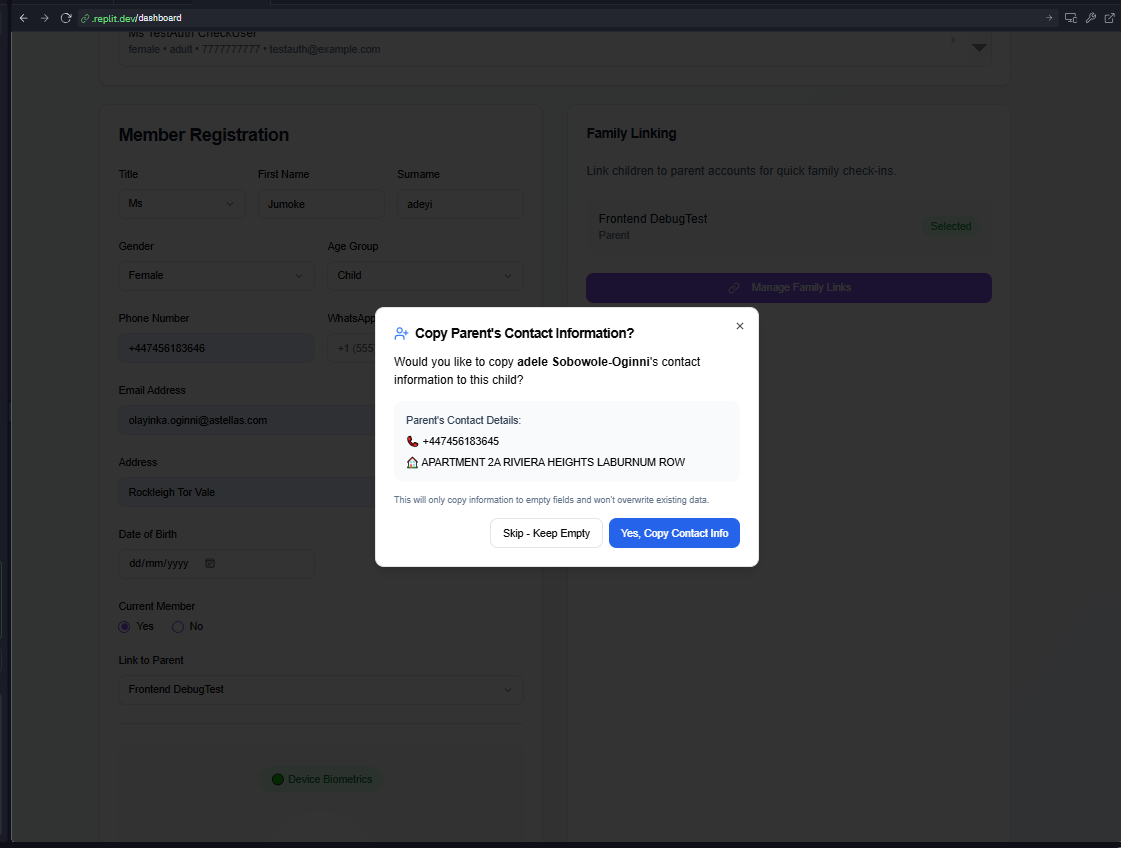 .replit.dev/dashboard
Ms TestAuth CheckUser
female • adult • 7777777777 • testauth@example.com
Member Registration
Title
First Name
Surname
Ms
Jumoke
adeyi
Gender
Age Group
Female
Child
Phone Number
WhatsApp
+447456183646
+1 (555
Email Address
olayinka.oginni@astellas.com
Address
Rockleigh Tor Vale
Date of Birth
dd/mm/yyyy
Current Member
Yes
No
Link to Parent
Frontend DebugTest
Device Biometrics
Family Linking
Link children to parent accounts for quick family check-ins.
Frontend DebugTest
Parent
Selected
Manage Family Links
Copy Parent's Contact Information?
Would you like to copy adele Sobowole-Oginni's contact
information to this child?
Parent's Contact Details:
+447456183645
APARTMENT 2A RIVIERA HEIGHTS LABURNUM ROW
This will only copy information to empty fields and won't overwrite existing data.
Skip - Keep Empty
Yes, Copy Contact Info